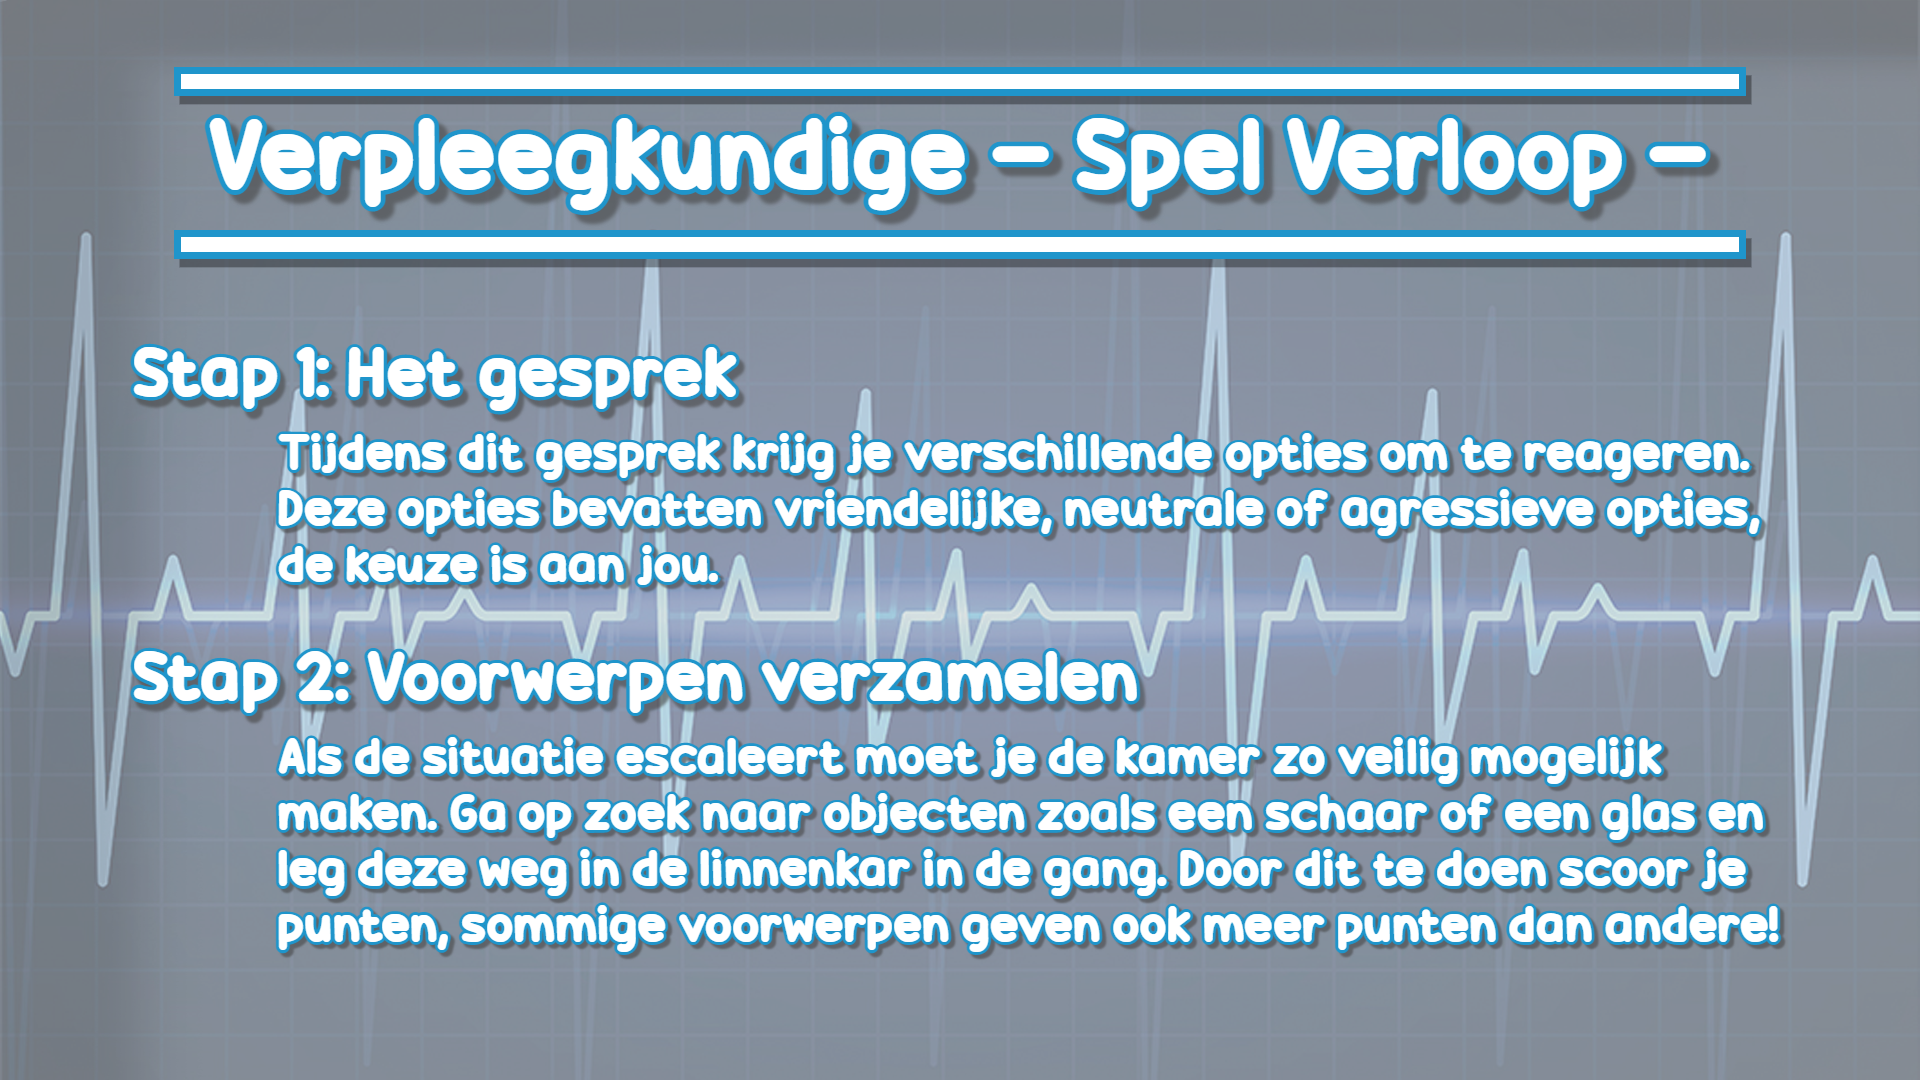 Verpleegkundige – Spel Verloop –
Stap 1: Het gesprek
Tijdens dit gesprek krijg je verschillende opties om te reageren.
Deze opties bevatten vriendelijke, neutrale of agressieve opties,
de keuze is aan jou.
Stap 2: Voorwerpen verzamelen
Als de situatie escaleert moet je de kamer zo veilig mogelijk
maken. Ga op zoek naar objecten zoals een schaar of een glas en
leg deze weg in de linnenkar in de gang. Door dit te doen scoor je
punten, sommige voorwerpen geven ook meer punten dan andere!